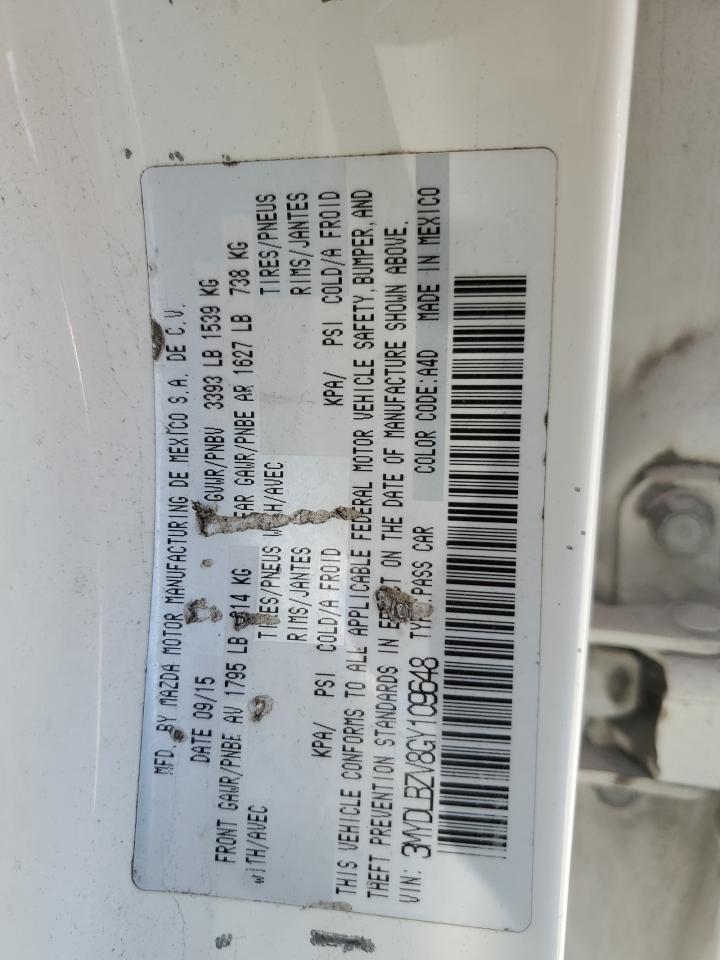 MFD. BY MAZDA MOTOR MANUFACTURING DE MEXICO S.A. DE C.V.
DATE 09/15 GVWR/PNBV 3393 LB 1539 KG
FRONT GAWR/PNBE AV 1795 LB 814 KG REAR GAWR/PNBE AR 1627 LB 738 KG
WITH/AVEC TIRES/PNEUS WITH/AVEC TIRES/PNEUS
RIMS/JANTES RIMS/JANTES
KPA/ PSI COLD/A FROID KPA/ PSI COLD/A FROID
THIS VEHICLE CONFORMS TO ALL APPLICABLE FEDERAL MOTOR VEHICLE SAFETY, BUMPER, AND
THEFT PREVENTION STANDARDS IN EFFECT ON THE DATE OF MANUFACTURE SHOWN ABOVE.
VIN: 3MYDLBZV8GY109648 TYPE:PASS CAR COLOR CODE:A4D MADE IN MEXICO